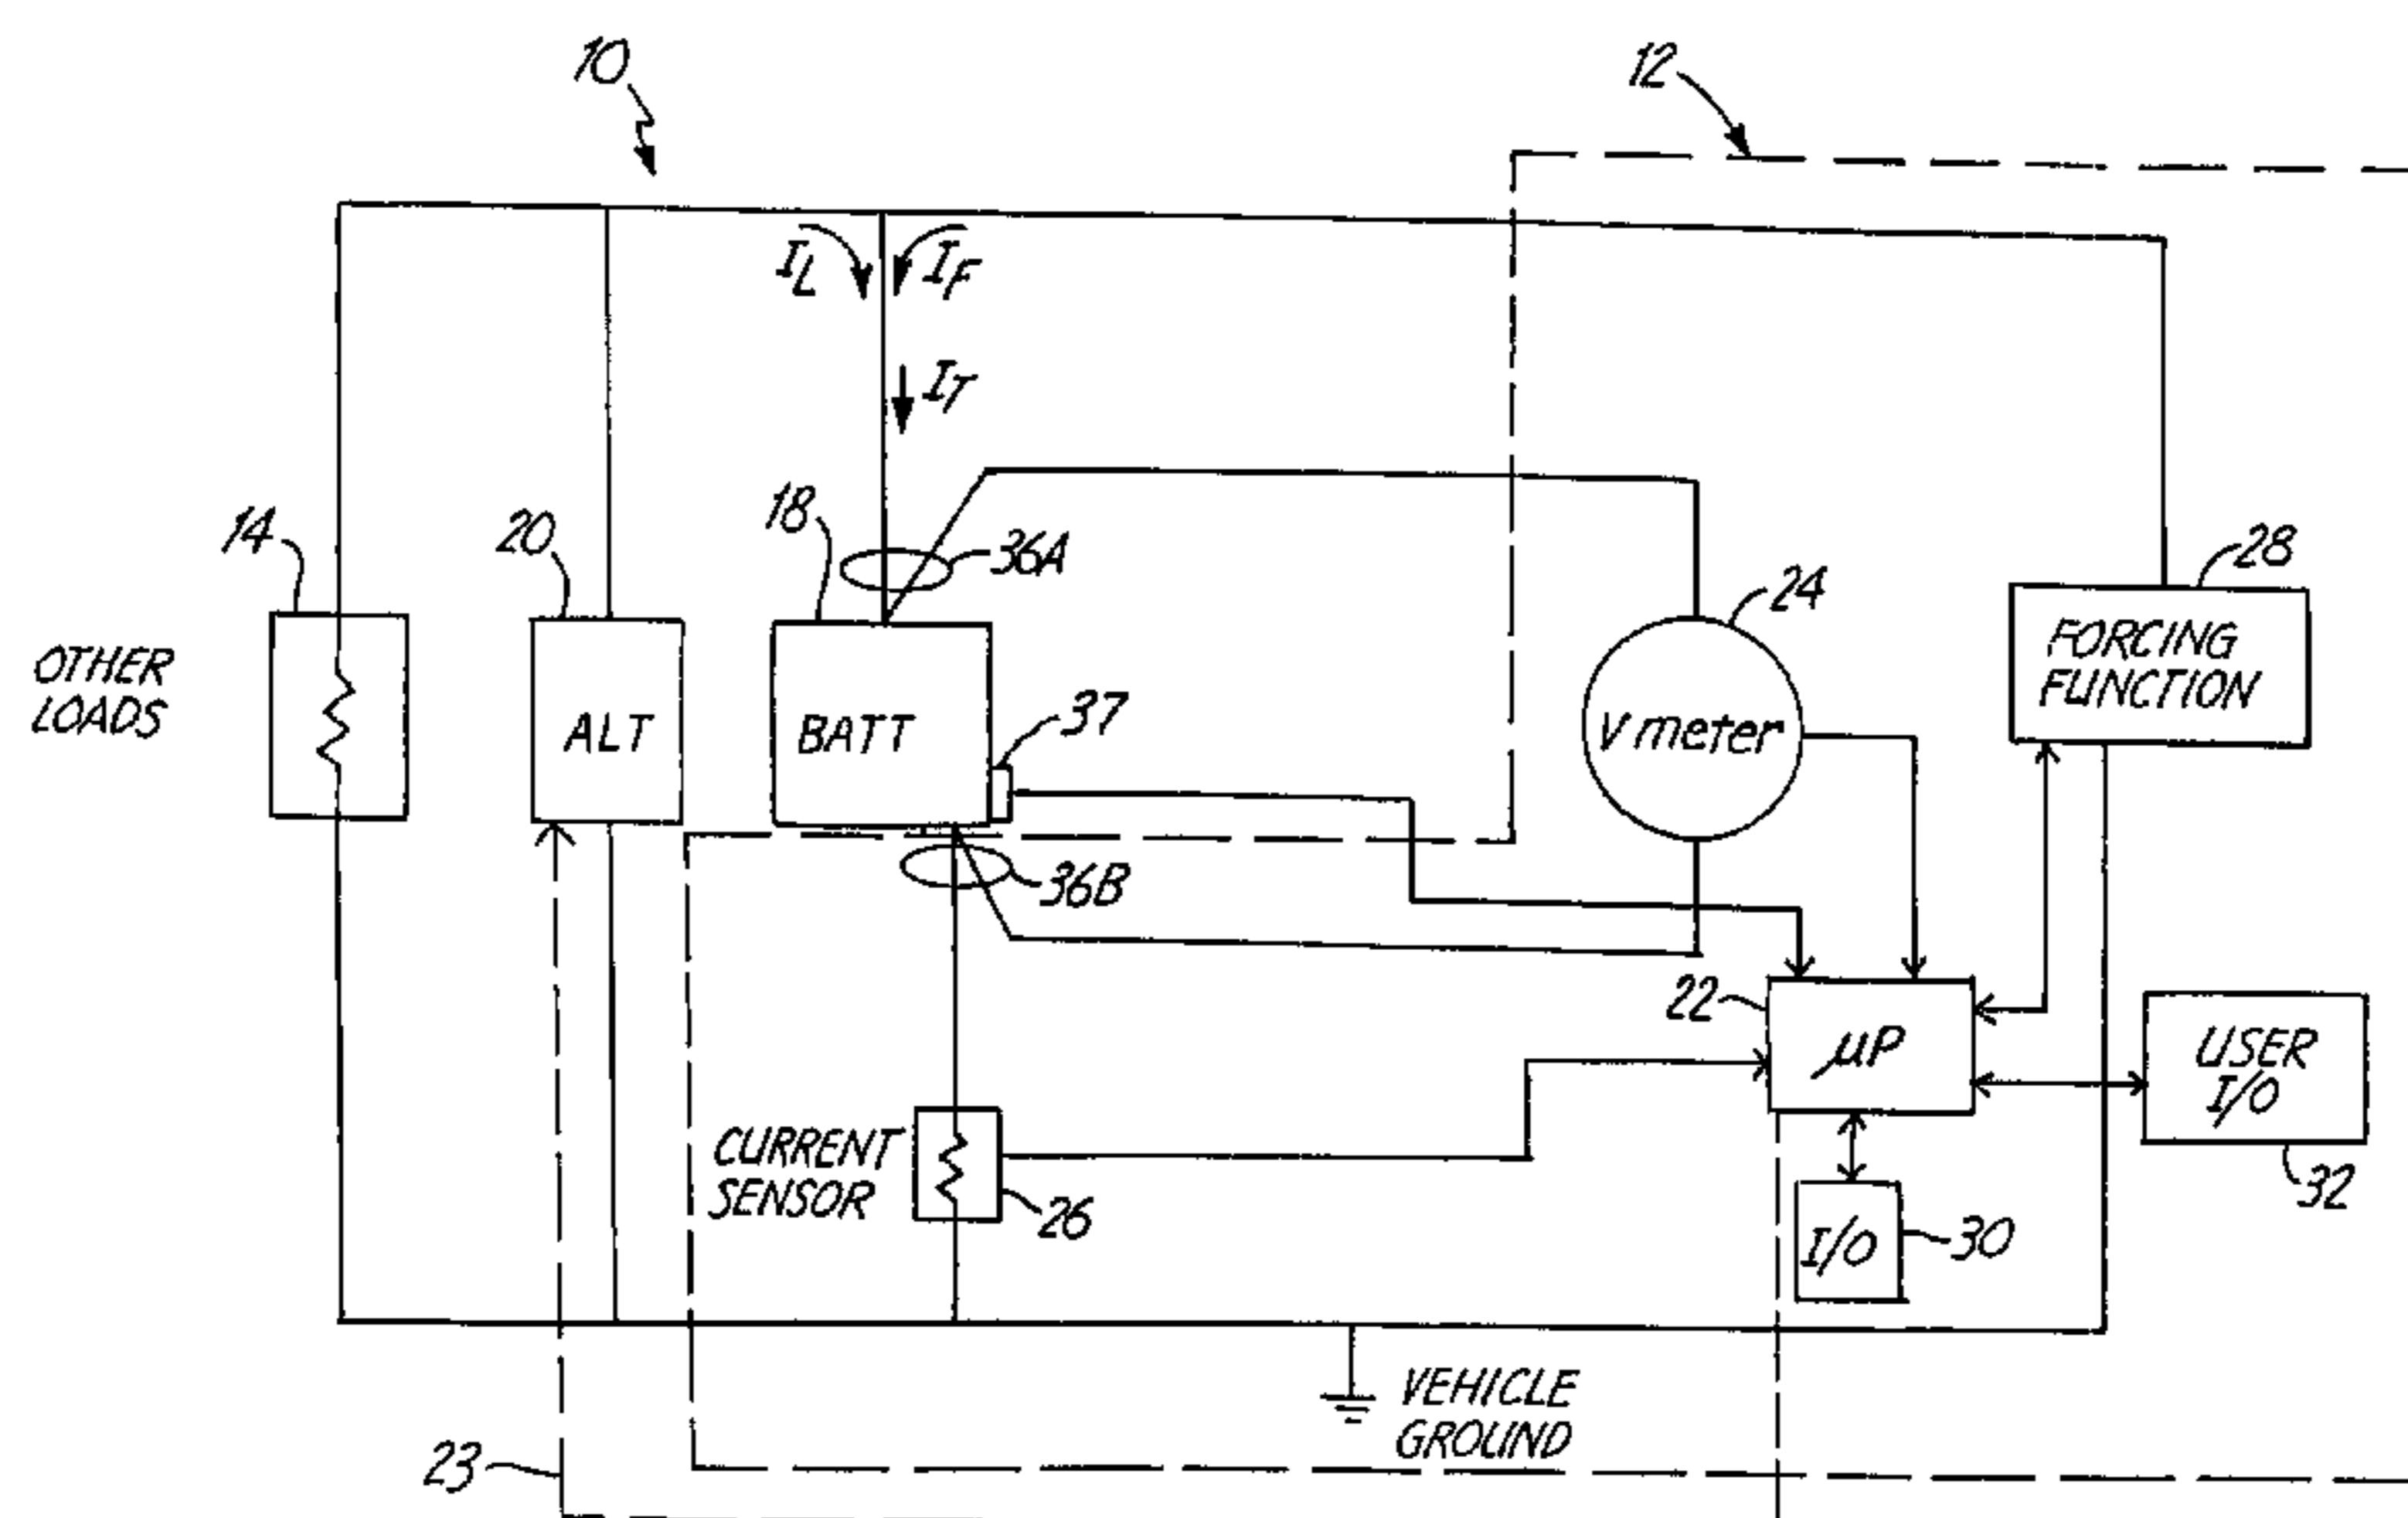 10
12
IL
IF
IT
14
20
18
36A
24
28
OTHER
LOADS
ALT
BATT
37
V meter
FORCING
FUNCTION
36B
22
μP
USER
I/O
32
CURRENT
SENSOR
26
I/O
30
VEHICLE
GROUND
23